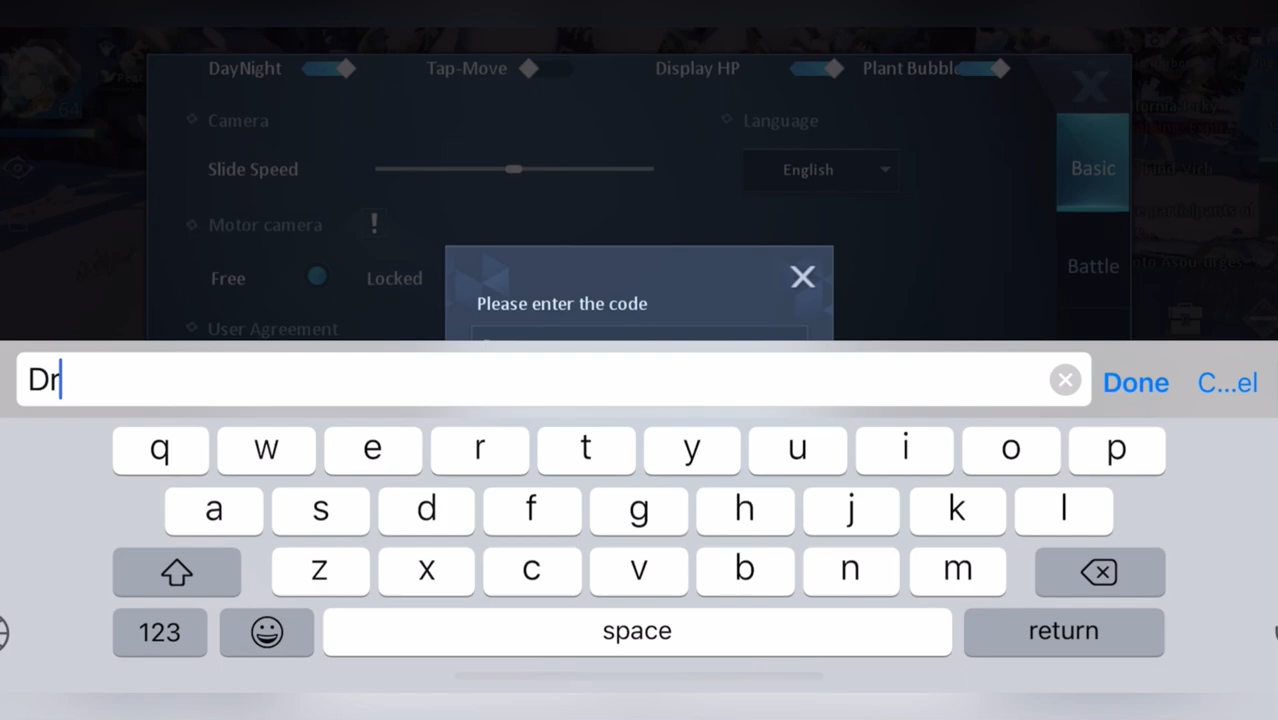 DayNight Tap-Move Display HP Plant Bubble
Camera Language
Slide Speed English Basic
Motor camera !
Free Locked Battle
Please enter the code
User Agreement
Dr Done C...el
q w e r t y u i o p
a s d f g h j k l
z x c v b n m
123 space return